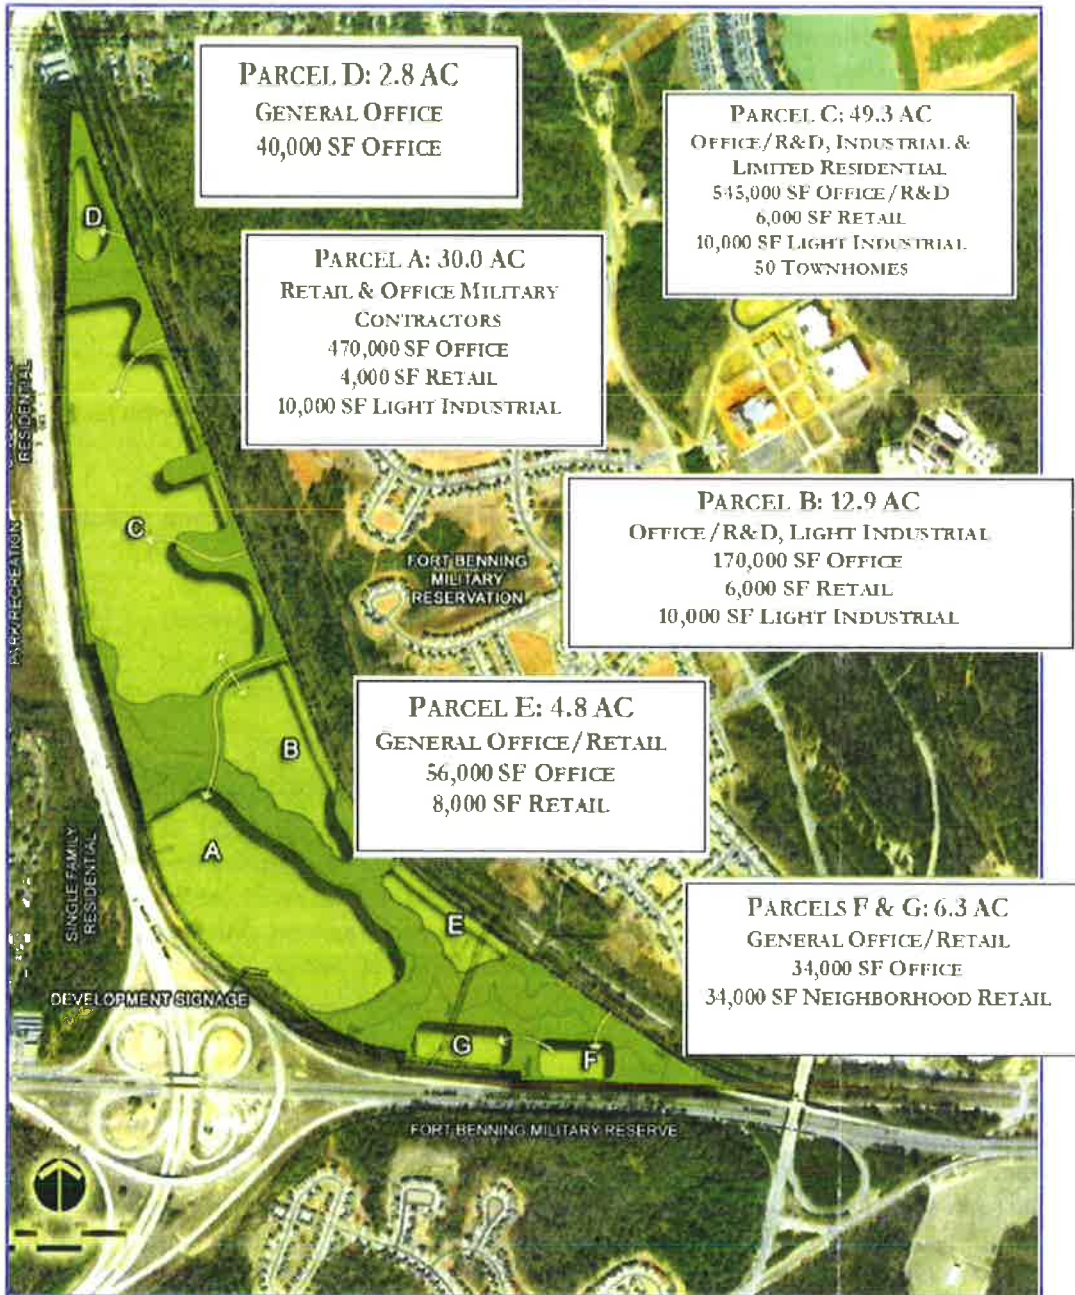 PARCEL D: 2.8 AC
GENERAL OFFICE
40,000 SF OFFICE
PARCEL C: 49.3 AC
OFFICE/R&D, INDUSTRIAL &
LIMITED RESIDENTIAL
545,000 SF OFFICE/R&D
6,000 SF RETAIL
10,000 SF LIGHT INDUSTRIAL
50 TOWNHOMES
D
PARCEL A: 30.0 AC
RETAIL & OFFICE MILITARY
CONTRACTORS
470,000 SF OFFICE
4,000 SF RETAIL
10,000 SF LIGHT INDUSTRIAL
RESIDENTIAL
PARCEL B: 12.9 AC
OFFICE/R&D, LIGHT INDUSTRIAL
170,000 SF OFFICE
6,000 SF RETAIL
10,000 SF LIGHT INDUSTRIAL
C
PARK/RECREATION
FORT BENNING
MILITARY
RESERVATION
PARCEL E: 4.8 AC
GENERAL OFFICE/RETAIL
56,000 SF OFFICE
8,000 SF RETAIL
B
A
SINGLE FAMILY
RESIDENTIAL
E
PARCELS F & G: 6.3 AC
GENERAL OFFICE/RETAIL
34,000 SF OFFICE
34,000 SF NEIGHBORHOOD RETAIL
DEVELOPMENT SIGNAGE
G
F
FORT BENNING MILITARY RESERVE